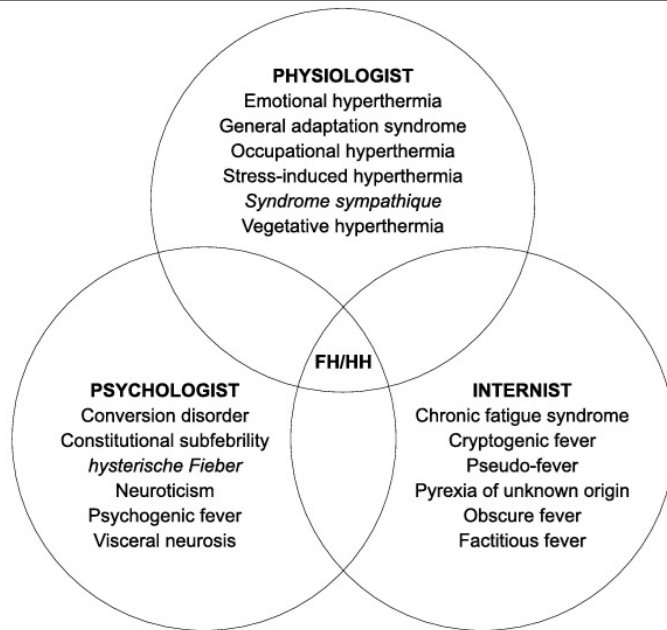 PHYSIOLOGIST
Emotional hyperthermia
General adaptation syndrome
Occupational hyperthermia
Stress-induced hyperthermia
Syndrome sympathique
Vegetative hyperthermia
FH/HH
PSYCHOLOGIST
Conversion disorder
Constitutional subfebrility
hysterische Fieber
Neuroticism
Psychogenic fever
Visceral neurosis
INTERNIST
Chronic fatigue syndrome
Cryptogenic fever
Pseudo-fever
Pyrexia of unknown origin
Obscure fever
Factitious fever